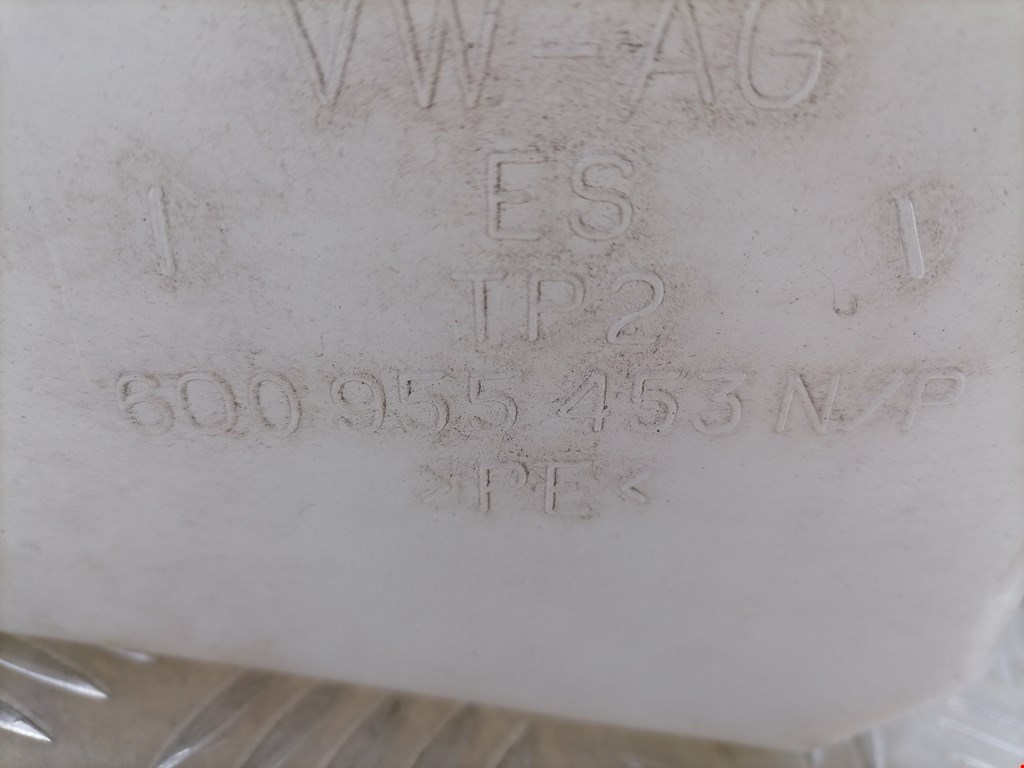 VW-AG
ES
TP2
6Q0 955 453 N/P
>PE<